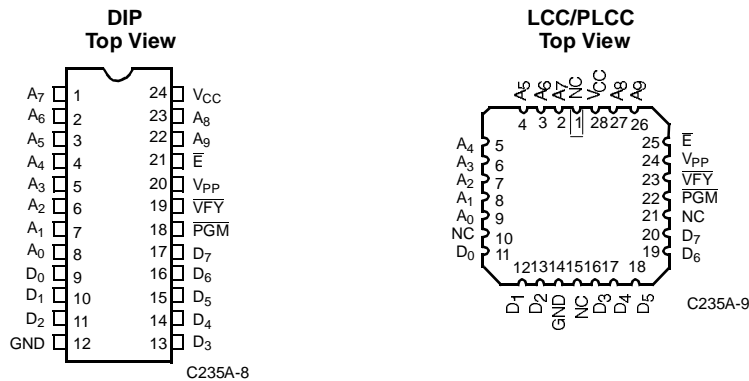 DIP
Top View
A7 1 24 VCC
A6 2 23 A8
A5 3 22 A9
A4 4 21 E̅
A3 5 20 VPP
A2 6 19 V̅F̅Y̅
A1 7 18 P̅G̅M̅
A0 8 17 D7
D0 9 16 D6
D1 10 15 D5
D2 11 14 D4
GND 12 13 D3
C235A-8
LCC/PLCC
Top View
A5 A6 A7 NC VCC A8 A9
4 3 2 1 28 27 26
A4 5 25 E̅
A3 6 24 VPP
A2 7 23 V̅F̅Y̅
A1 8 22 P̅G̅M̅
A0 9 21 NC
NC 10 20 D7
D0 11 19 D6
12 13 14 15 16 17 18
D1 D2 GND NC D3 D4 D5
C235A-9